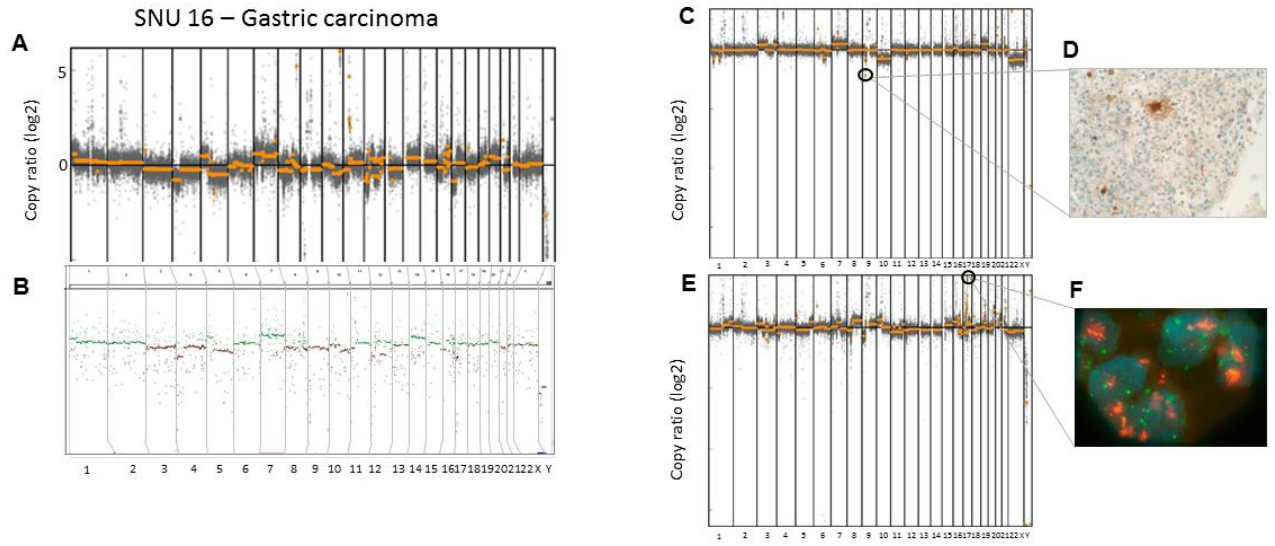 SNU 16 – Gastric carcinoma
A
5
0
Copy ratio (log2)
B
1 2 3 4 5 6 7 8 9 10 11 12 13 14 15 16 17 18 19 20 21 22 X Y
C
Copy ratio (log2)
1 2 3 4 5 6 7 8 9 10 11 12 13 14 15 16 17 18 19 20 21 22 X Y
D
E
Copy ratio (log2)
1 2 3 4 5 6 7 8 9 10 11 12 13 14 15 16 17 18 19 20 21 22 X Y
F